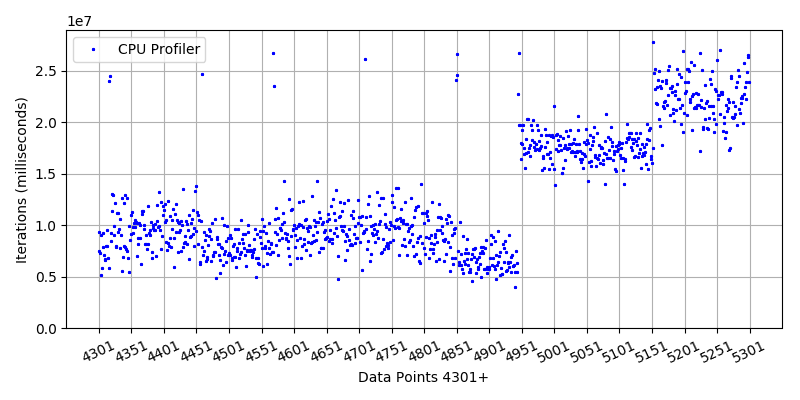 1e7
CPU Profiler
2.5
2.0
1.5
1.0
0.5
0.0
Iterations (milliseconds)
4301 4351 4401 4451 4501 4551 4601 4651 4701 4751 4801 4851 4901 4951 5001 5051 5101 5151 5201 5251 5301
Data Points 4301+